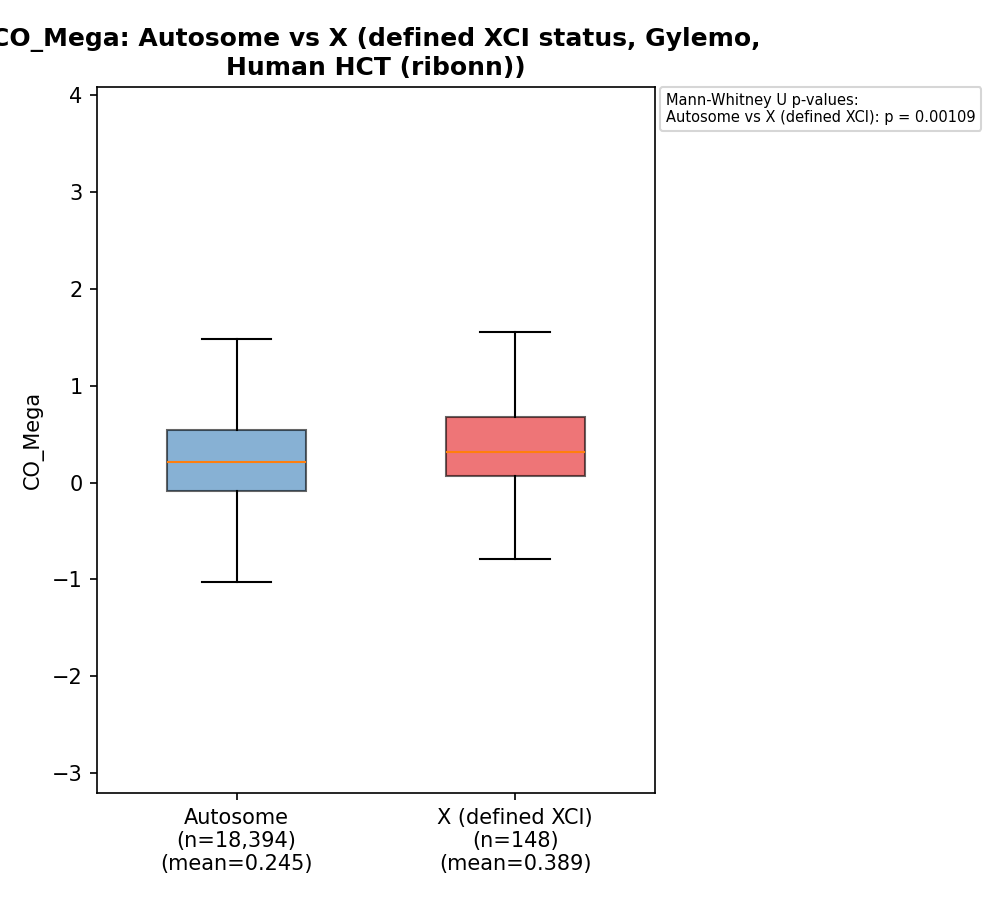 CO_Mega: Autosome vs X (defined XCI status, Gylemo,
Human HCT (ribonn))
Mann-Whitney U p-values:
Autosome vs X (defined XCI): p = 0.00109
4
3
2
1
0
−1
−2
−3
CO_Mega
Autosome
(n=18,394)
(mean=0.245)
X (defined XCI)
(n=148)
(mean=0.389)